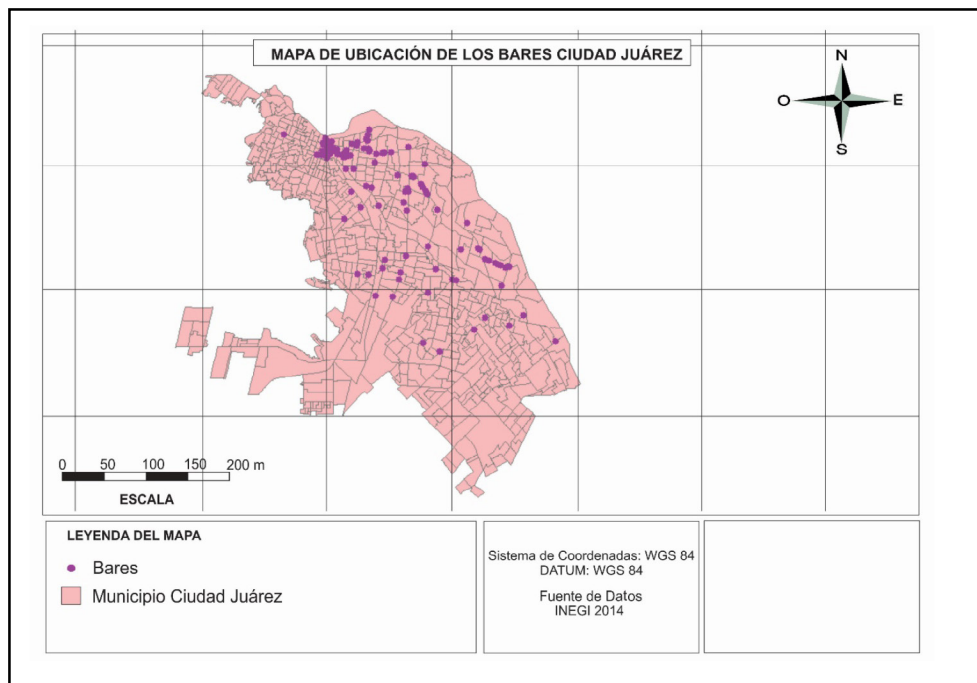 MAPA DE UBICACIÓN DE LOS BARES CIUDAD JUÁREZ
N
O E
S
0 50 100 150 200 m
ESCALA
LEYENDA DEL MAPA
Bares
Municipio Ciudad Juárez
Sistema de Coordenadas: WGS 84
DATUM: WGS 84
Fuente de Datos
INEGI 2014